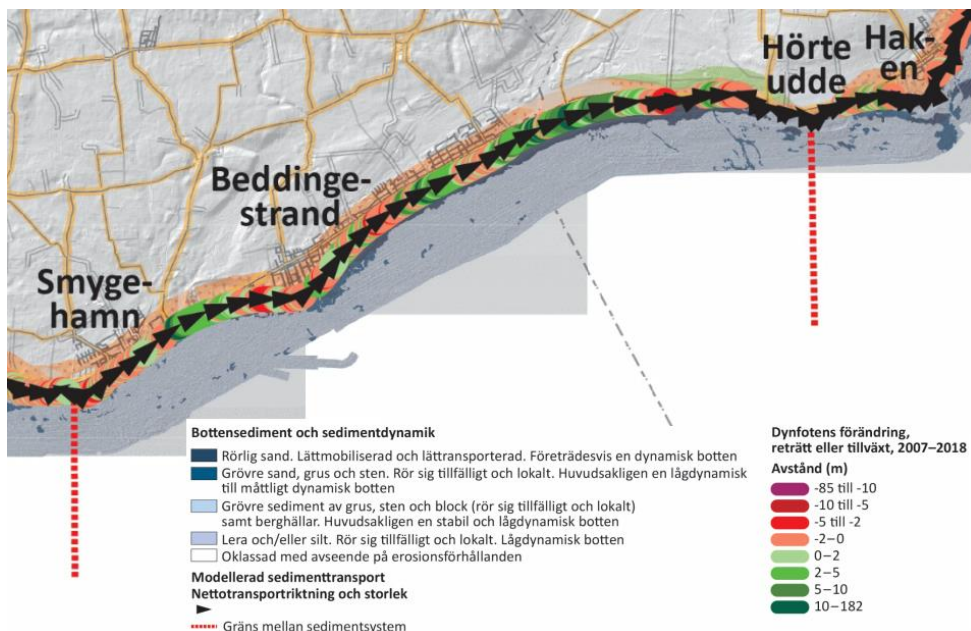 Hörte
udde
Hak-
en
Beddinge-
strand
Smyge-
hamn
Bottensediment och sedimentdynamik
Rörlig sand. Lättmobiliserad och lättransporterad. Företrädesvis en dynamisk botten
Grövre sand, grus och sten. Rör sig tillfälligt och lokalt. Huvudsakligen en lågdynamisk
till måttligt dynamisk botten
Grövre sediment av grus, sten och block (rör sig tillfälligt och lokalt)
samt berghällar. Huvudsakligen en stabil och lågdynamisk botten
Lera och/eller silt. Rör sig tillfälligt och lokalt. Lågdynamisk botten
Oklassad med avseende på erosionsförhållanden
Modellerad sedimenttransport
Nettotransportriktning och storlek
Gräns mellan sedimentsystem
Dynfotens förändring,
reträtt eller tillväxt, 2007–2018
Avstånd (m)
-85 till -10
-10 till -5
-5 till -2
-2–0
0–2
2–5
5–10
10–182